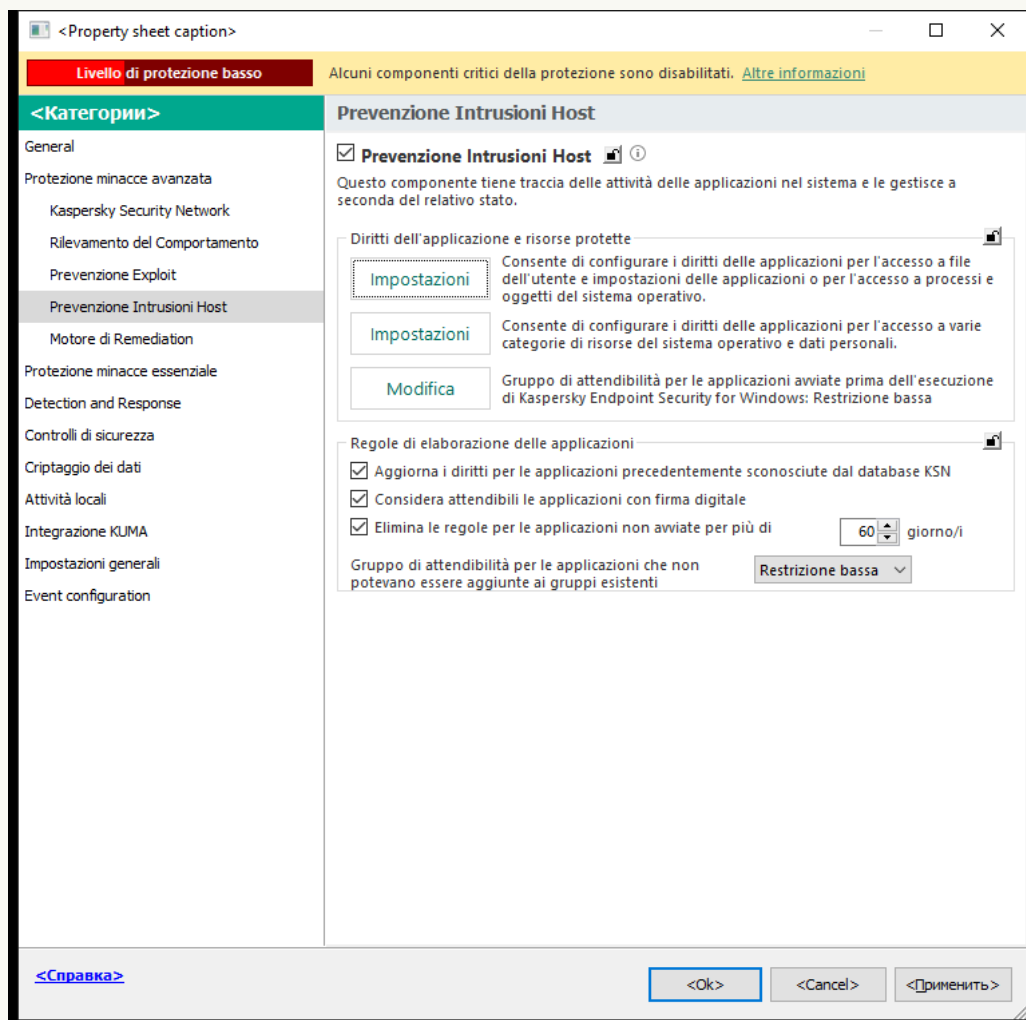 <Property sheet caption>
Livello di protezione basso
Alcuni componenti critici della protezione sono disabilitati. Altre informazioni
<Категории>
General
Protezione minacce avanzata
Kaspersky Security Network
Rilevamento del Comportamento
Prevenzione Exploit
Prevenzione Intrusioni Host
Motore di Remediation
Protezione minacce essenziale
Detection and Response
Controlli di sicurezza
Criptaggio dei dati
Attività locali
Integrazione KUMA
Impostazioni generali
Event configuration
Prevenzione Intrusioni Host
Prevenzione Intrusioni Host
Questo componente tiene traccia delle attività delle applicazioni nel sistema e le gestisce a
seconda del relativo stato.
Diritti dell'applicazione e risorse protette
Impostazioni
Consente di configurare i diritti delle applicazioni per l'accesso a file
dell'utente e impostazioni delle applicazioni o per l'accesso a processi e
oggetti del sistema operativo.
Impostazioni
Consente di configurare i diritti delle applicazioni per l'accesso a varie
categorie di risorse del sistema operativo e dati personali.
Modifica
Gruppo di attendibilità per le applicazioni avviate prima dell'esecuzione
di Kaspersky Endpoint Security for Windows: Restrizione bassa
Regole di elaborazione delle applicazioni
Aggiorna i diritti per le applicazioni precedentemente sconosciute dal database KSN
Considera attendibili le applicazioni con firma digitale
Elimina le regole per le applicazioni non avviate per più di 60 giorno/i
Gruppo di attendibilità per le applicazioni che non
potevano essere aggiunte ai gruppi esistenti
Restrizione bassa
<Справка>
<Ok>
<Cancel>
<Применить>